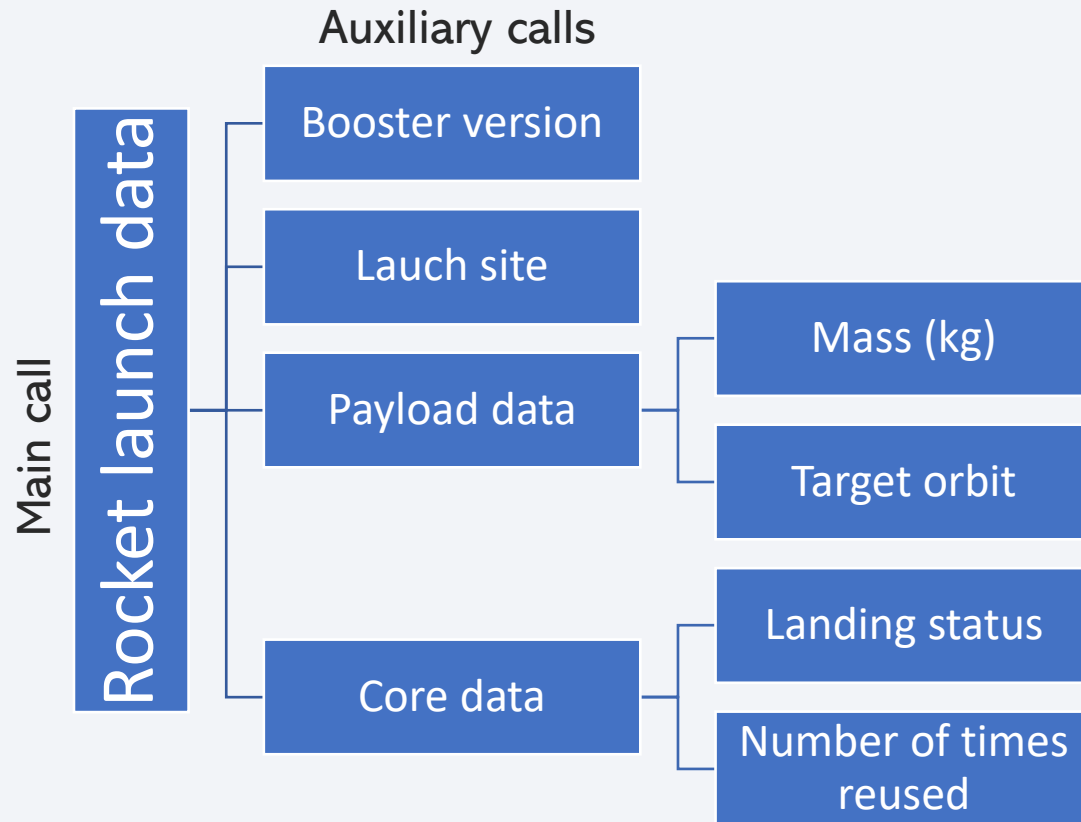 Auxiliary calls
Main call
Rocket launch data
Booster version
Lauch site
Payload data
Mass (kg)
Target orbit
Core data
Landing status
Number of times
reused